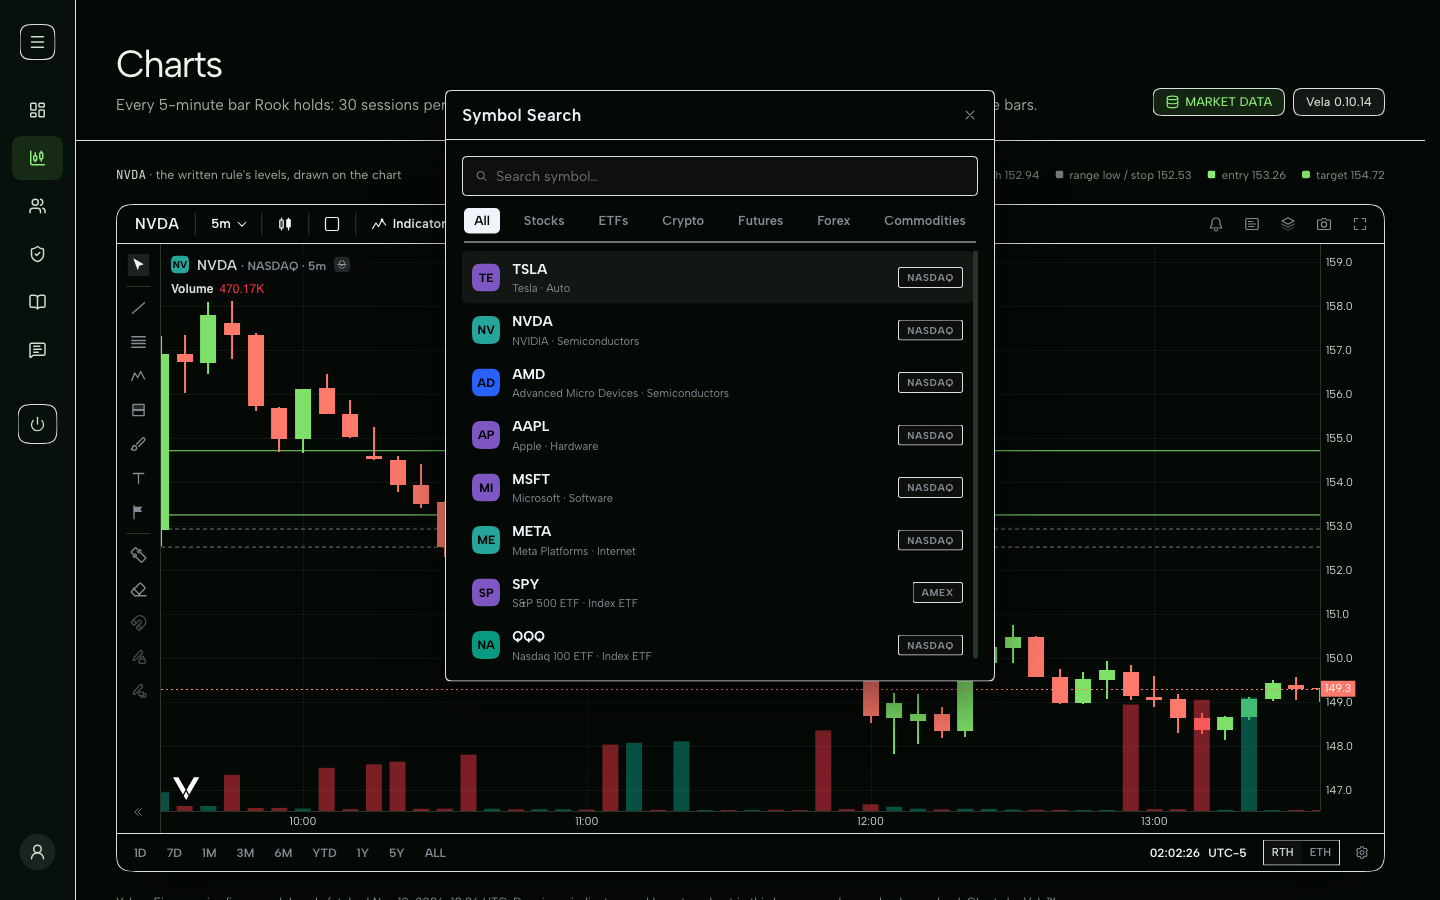 Charts
Every 5-minute bar Rook holds: 30 sessions per
e bars.
MARKET DATA
Vela 0.10.14
NVDA · the written rule's levels, drawn on the chart
h 152.94
range low / stop 152.53
entry 153.26
target 154.72
NVDA
5m
Indicator
NV
NVDA · NASDAQ · 5m
Volume 470.17K
Symbol Search
Search symbol...
All
Stocks
ETFs
Crypto
Futures
Forex
Commodities
TE
TSLA
Tesla · Auto
NASDAQ
NV
NVDA
NVIDIA · Semiconductors
NASDAQ
AD
AMD
Advanced Micro Devices · Semiconductors
NASDAQ
AP
AAPL
Apple · Hardware
NASDAQ
MI
MSFT
Microsoft · Software
NASDAQ
ME
META
Meta Platforms · Internet
NASDAQ
SP
SPY
S&P 500 ETF · Index ETF
AMEX
NA
QQQ
Nasdaq 100 ETF · Index ETF
NASDAQ
159.0
158.0
157.0
156.0
155.0
154.0
153.0
152.0
151.0
150.0
149.3
149.0
148.0
147.0
10:00
11:00
12:00
13:00
1D
7D
1M
3M
6M
YTD
1Y
5Y
ALL
02:02:26 UTC-5
RTH
ETH